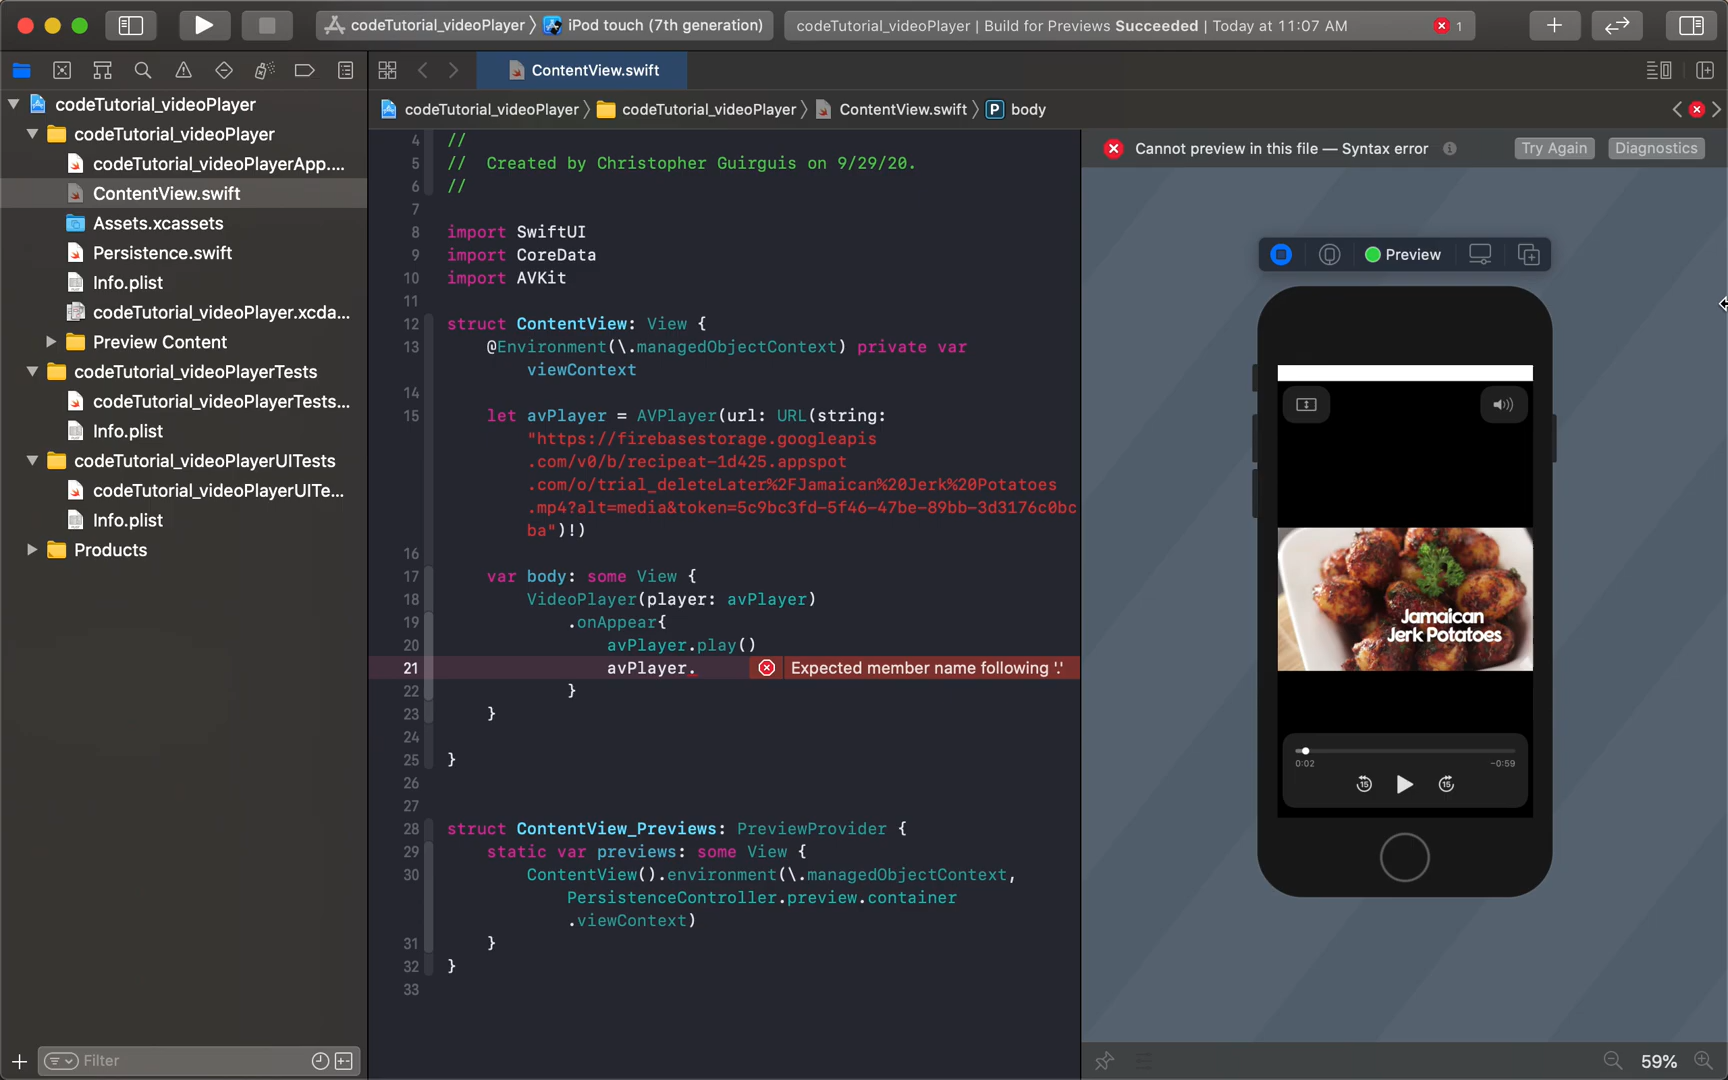 codeTutorial_videoPlayer 〉 iPod touch (7th generation)
codeTutorial_videoPlayer | Build for Previews Succeeded | Today at 11:07 AM
1
ContentView.swift
codeTutorial_videoPlayer 〉 codeTutorial_videoPlayer 〉 ContentView.swift 〉 P body
codeTutorial_videoPlayer
codeTutorial_videoPlayer
codeTutorial_videoPlayerApp....
ContentView.swift
Assets.xcassets
Persistence.swift
Info.plist
codeTutorial_videoPlayer.xcda...
Preview Content
codeTutorial_videoPlayerTests
codeTutorial_videoPlayerTests...
Info.plist
codeTutorial_videoPlayerUITests
codeTutorial_videoPlayerUITe...
Info.plist
Products
Filter
4 //
5 //  Created by Christopher Guirguis on 9/29/20.
6 //
7
8 import SwiftUI
9 import CoreData
10 import AVKit
11
12 struct ContentView: View {
13 @Environment(\.managedObjectContext) private var
viewContext
14
15 let avPlayer = AVPlayer(url: URL(string:
"https://firebasestorage.googleapis
.com/v0/b/recipeat-1d425.appspot
.com/o/trial_deleteLater%2FJamaican%20Jerk%20Potatoes
.mp4?alt=media&token=5c9bc3fd-5f46-47be-89bb-3d3176c0bc
ba")!)
16
17 var body: some View {
18 VideoPlayer(player: avPlayer)
19 .onAppear{
20 avPlayer.play()
21 avPlayer. Expected member name following '.'
22 }
23 }
24
25 }
26
27
28 struct ContentView_Previews: PreviewProvider {
29 static var previews: some View {
30 ContentView().environment(\.managedObjectContext,
PersistenceController.preview.container
.viewContext)
31 }
32 }
33
Cannot preview in this file — Syntax error
Try Again
Diagnostics
Preview
Jamaican
Jerk Potatoes
0:02 -0:59
15 15
59%